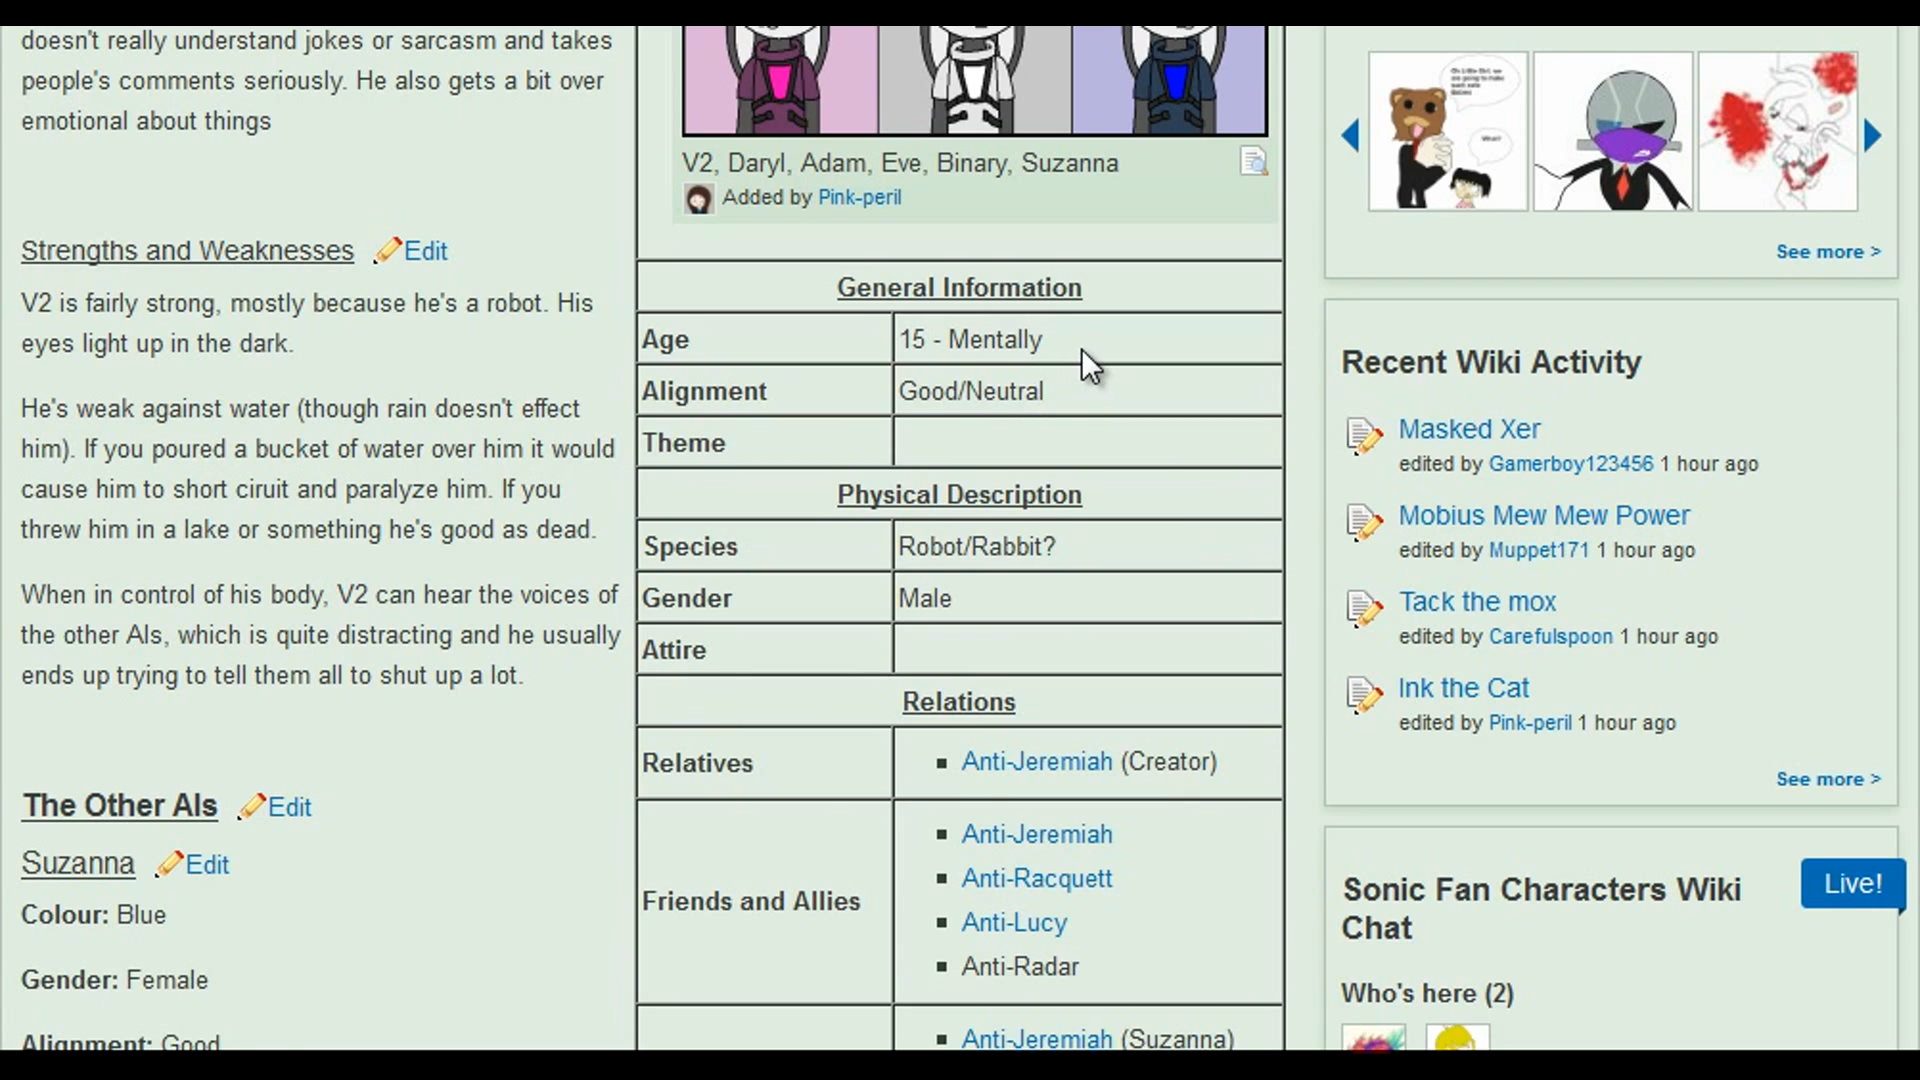 doesn't really understand jokes or sarcasm and takes
people's comments seriously. He also gets a bit over
emotional about things
Strengths and Weaknesses Edit
V2 is fairly strong, mostly because he's a robot. His
eyes light up in the dark.
He's weak against water (though rain doesn't effect
him). If you poured a bucket of water over him it would
cause him to short ciruit and paralyze him. If you
threw him in a lake or something he's good as dead.
When in control of his body, V2 can hear the voices of
the other AIs, which is quite distracting and he usually
ends up trying to tell them all to shut up a lot.
The Other AIs Edit
Suzanna Edit
Colour: Blue
Gender: Female
Alignment: Good
V2, Daryl, Adam, Eve, Binary, Suzanna
Added by Pink-peril
General Information
Age 15 - Mentally
Alignment Good/Neutral
Theme
Physical Description
Species Robot/Rabbit?
Gender Male
Attire
Relations
Relatives Anti-Jeremiah (Creator)
Friends and Allies
Anti-Jeremiah
Anti-Racquett
Anti-Lucy
Anti-Radar
Anti-Jeremiah (Suzanna)
See more >
Recent Wiki Activity
Masked Xer
edited by Gamerboy123456 1 hour ago
Mobius Mew Mew Power
edited by Muppet171 1 hour ago
Tack the mox
edited by Carefulspoon 1 hour ago
Ink the Cat
edited by Pink-peril 1 hour ago
See more >
Sonic Fan Characters Wiki
Chat
Live!
Who's here (2)